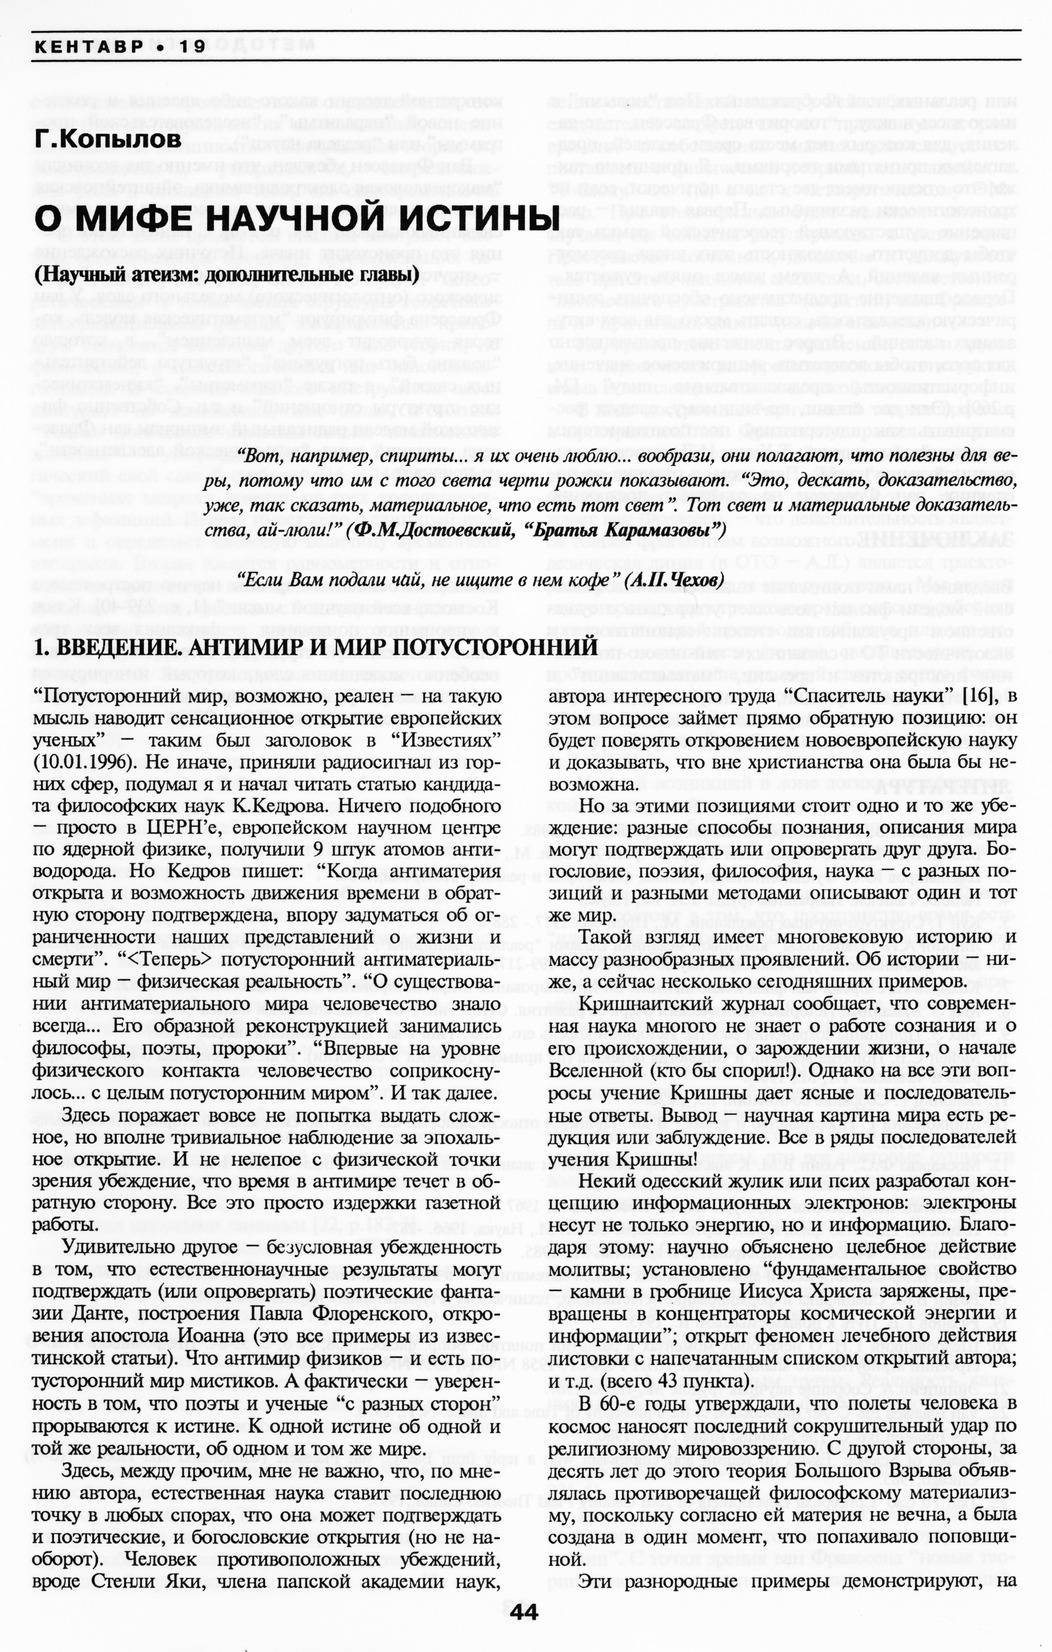 КЕНТАВР • 19
Г.Копылов
О МИФЕ НАУЧНОЙ ИСТИНЫ
(Научный атеизм: дополнительные главы)
“Вот, например, спириты... я их очень люблю... вообрази, они полагают, что полезны для ве-
ры, потому что им с того света черти рожки показывают. “Это, дескать, доказательство,
уже, так сказать, материальное, что есть тот свет”. Тот свет и материальные доказатель-
ства, ай-люли!” (Ф.М.Достоевский, “Братья Карамазовы”)
“Если Вам подали чай, не ищите в нем кофе” (А.П.Чехов)
1. ВВЕДЕНИЕ. АНТИМИР И МИР ПОТУСТОРОННИЙ
“Потусторонний мир, возможно, реален — на такую
мысль наводит сенсационное открытие европейских
ученых” — таким был заголовок в “Известиях”
(10.01.1996). Не иначе, приняли радиосигнал из гор-
них сфер, подумал я и начал читать статью кандида-
та философских наук К.Кедрова. Ничего подобного
— просто в ЦЕРН’е, европейском научном центре
по ядерной физике, получили 9 штук атомов анти-
водорода. Но Кедров пишет: “Когда антиматерия
открыта и возможность движения времени в обрат-
ную сторону подтверждена, впору задуматься об ог-
раниченности наших представлений о жизни и
смерти”. “<Теперь> потусторонний антиматериаль-
ный мир — физическая реальность”. “О существова-
нии антиматериального мира человечество знало
всегда... Его образной реконструкцией занимались
философы, поэты, пророки”. “Впервые на уровне
физического контакта человечество соприкосну-
лось... с целым потусторонним миром”. И так далее.
Здесь поражает вовсе не попытка выдать слож-
ное, но вполне тривиальное наблюдение за эпохаль-
ное открытие. И не нелепое с физической точки
зрения убеждение, что время в антимире течет в об-
ратную сторону. Все это просто издержки газетной
работы.
Удивительно другое — безусловная убежденность
в том, что естественнонаучные результаты могут
подтверждать (или опровергать) поэтические фанта-
зии Данте, построения Павла Флоренского, откро-
вения апостола Иоанна (это все примеры из извес-
тинской статьи). Что антимир физиков — и есть по-
тусторонний мир мистиков. А фактически — уверен-
ность в том, что поэты и ученые “с разных сторон”
прорываются к истине. К одной истине об одной и
той же реальности, об одном и том же мире.
Здесь, между прочим, мне не важно, что, по мне-
нию автора, естественная наука ставит последнюю
точку в любых спорах, что она может подтверждать
и поэтические, и богословские открытия (но не на-
оборот). Человек противоположных убеждений,
вроде Стенли Яки, члена папской академии наук,
автора интересного труда “Спаситель науки” [16], в
этом вопросе займет прямо обратную позицию: он
будет поверять откровением новоевропейскую науку
и доказывать, что вне христианства она была бы не-
возможна.
Но за этими позициями стоит одно и то же убе-
ждение: разные способы познания, описания мира
могут подтверждать или опровергать друг друга. Бо-
гословие, поэзия, философия, наука — с разных по-
зиций и разными методами описывают один и тот
же мир.
Такой взгляд имеет многовековую историю и
массу разнообразных проявлений. Об истории — ни-
же, а сейчас несколько сегодняшних примеров.
Кришнаитский журнал сообщает, что современ-
ная наука многого не знает о работе сознания и о
его происхождении, о зарождении жизни, о начале
Вселенной (кто бы спорил!). Однако на все эти воп-
росы учение Кришны дает ясные и последователь-
ные ответы. Вывод — научная картина мира есть ре-
дукция или заблуждение. Все в ряды последователей
учения Кришны!
Некий одесский жулик или псих разработал кон-
цепцию информационных электронов: электроны
несут не только энергию, но и информацию. Благо-
даря этому: научно объяснено целебное действие
молитвы; установлено “фундаментальное свойство
— камни в гробнице Иисуса Христа заряжены, пре-
вращены в концентраторы космической энергии и
информации”; открыт феномен лечебного действия
листовки с напечатанным списком открытий автора;
и т.д. (всего 43 пункта).
В 60-е годы утверждали, что полеты человека в
космос наносят последний сокрушительный удар по
религиозному мировоззрению. С другой стороны, за
десять лет до этого теория Большого Взрыва объяв-
лялась противоречащей философскому материализ-
му, поскольку согласно ей материя не вечна, а была
создана в один момент, что попахивало поповщи-
ной.
Эти разнородные примеры демонстрируют, на
44